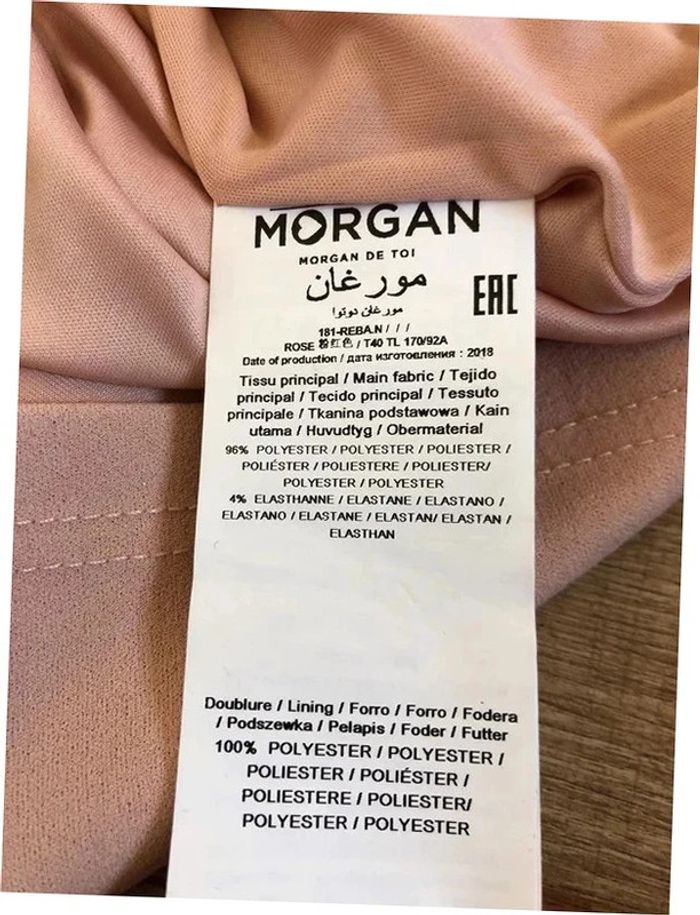 MORGAN
MORGAN DE TOI
مورغان
مورغان دوتوا
EAC
181-REBA.N / / /
ROSE 粉红色 / T40 TL 170/92A
Date of production / дата изготовления : 2018
Tissu principal / Main fabric / Tejido
principal / Tecido principal / Tessuto
principale / Tkanina podstawowa / Kain
utama / Huvudtyg / Obermaterial
96% POLYESTER / POLYESTER / POLIESTER /
POLIÉSTER / POLIESTERE / POLIESTER/
POLYESTER / POLYESTER
4% ELASTHANNE / ELASTANE / ELASTANO /
ELASTANO / ELASTANE / ELASTAN/ ELASTAN /
ELASTHAN
Doublure / Lining / Forro / Forro / Fodera
/ Podszewka / Pelapis / Foder / Futter
100% POLYESTER / POLYESTER /
POLIESTER / POLIÉSTER /
POLIESTERE / POLIESTER/
POLYESTER / POLYESTER